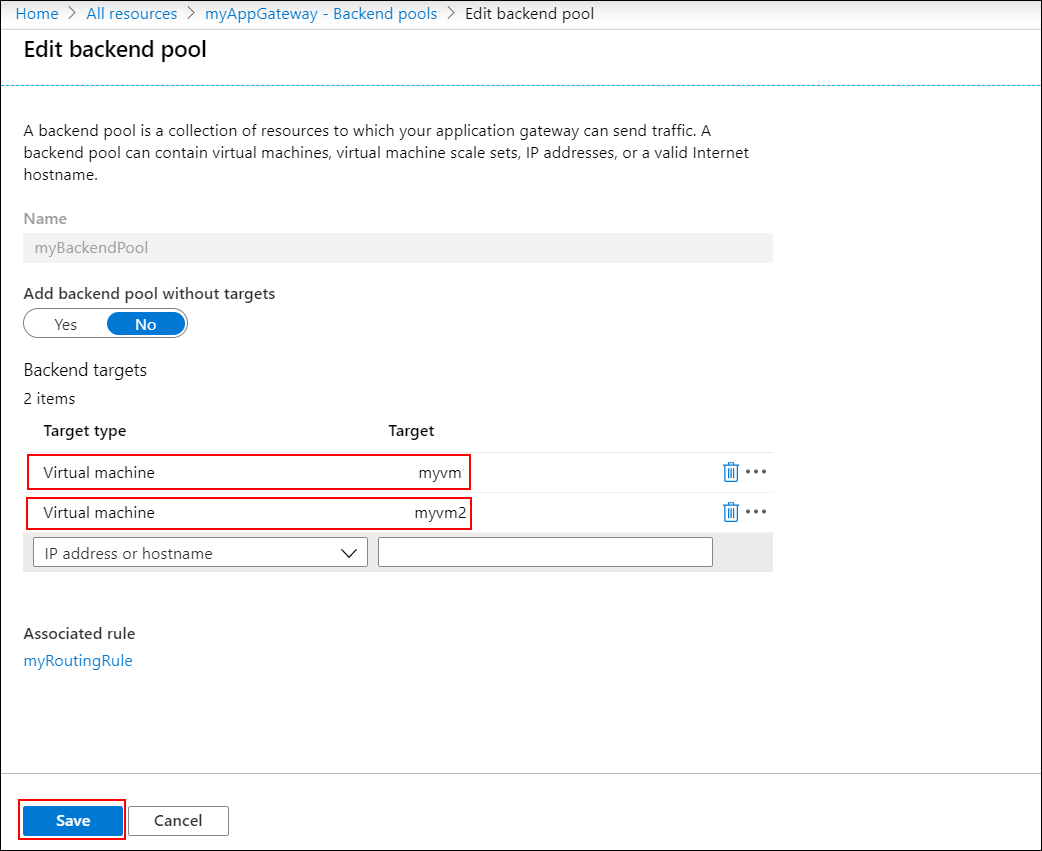 Home > All resources > myAppGateway - Backend pools > Edit backend pool
Edit backend pool
A backend pool is a collection of resources to which your application gateway can send traffic. A
backend pool can contain virtual machines, virtual machine scale sets, IP addresses, or a valid Internet
hostname.
Name
myBackendPool
Add backend pool without targets
Yes No
Backend targets
2 items
Target type Target
Virtual machine myvm
Virtual machine myvm2
IP address or hostname
Associated rule
myRoutingRule
Save Cancel